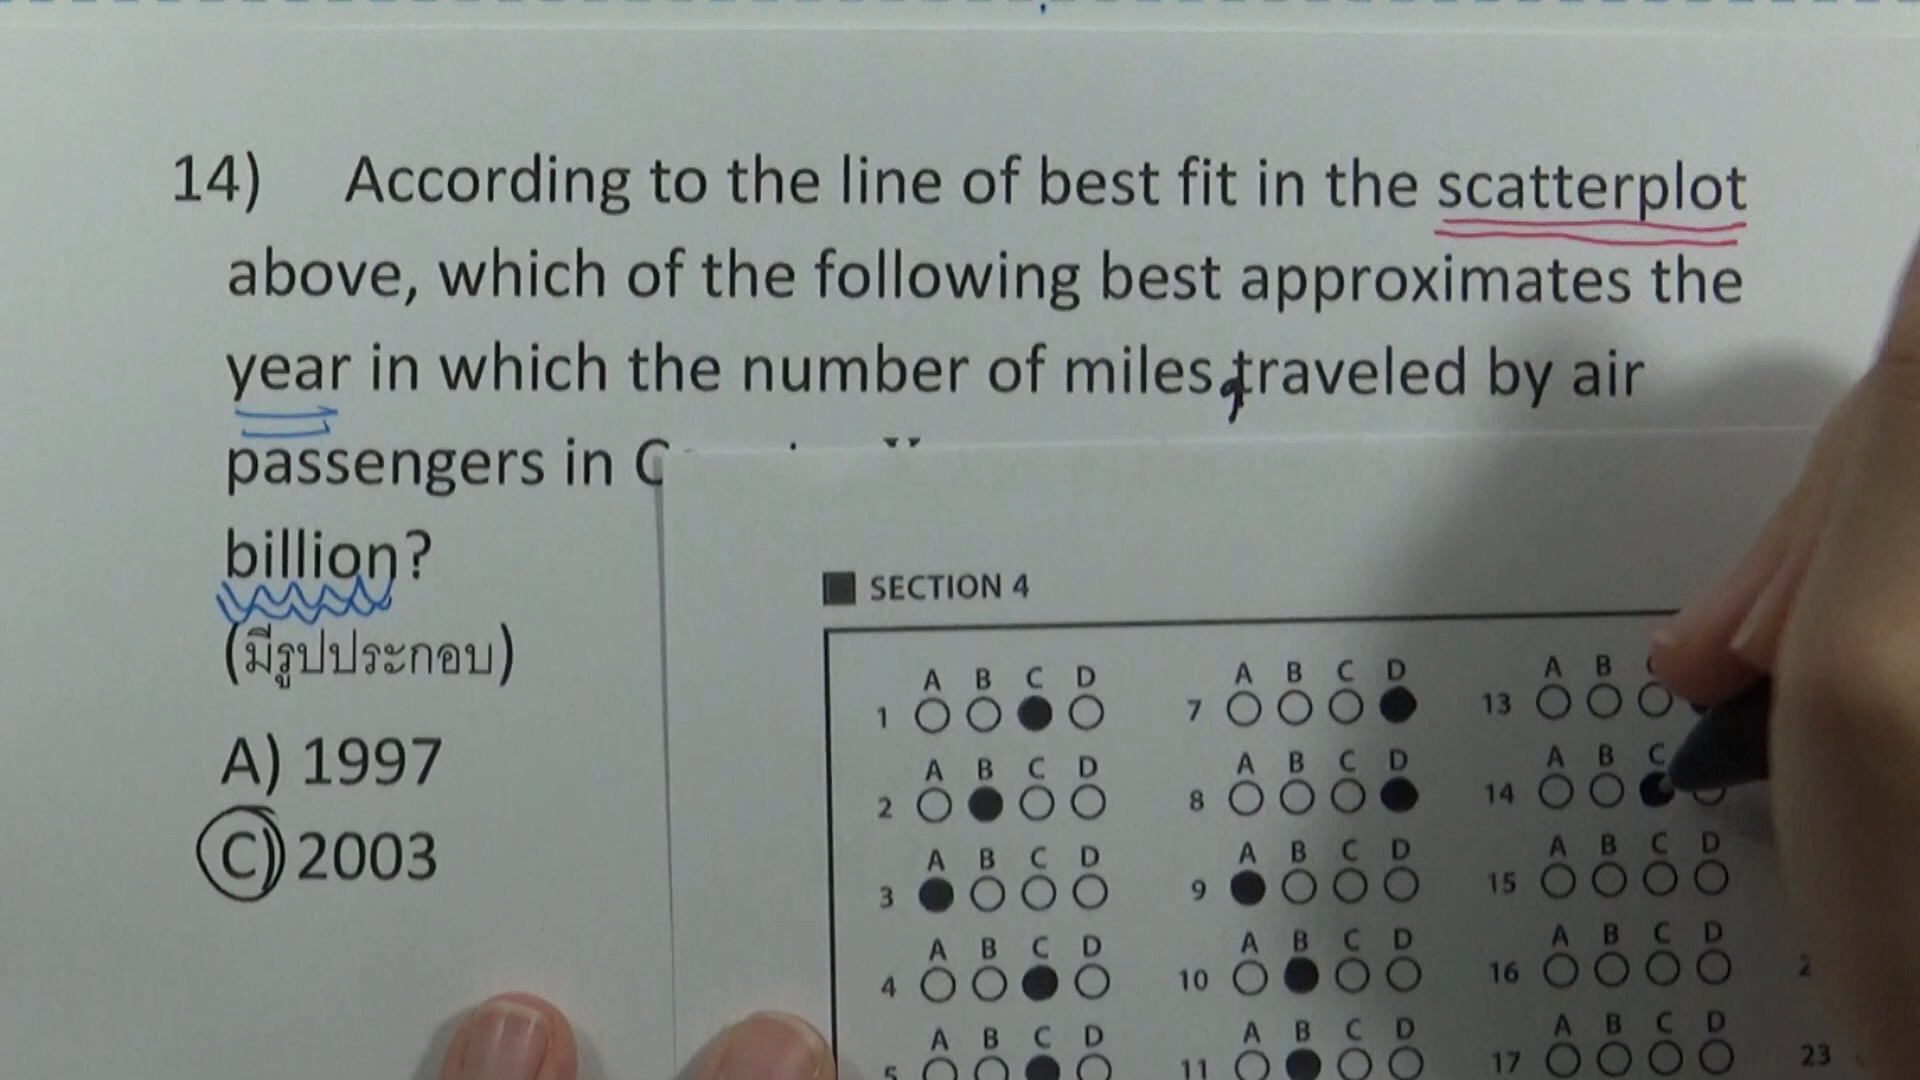 14) According to the line of best fit in the scatterplot
above, which of the following best approximates the
year in which the number of miles traveled by air
passengers in
billion?
(มีรูปประกอบ)
A) 1997
C) 2003
SECTION 4
A B C D
1
A B C D
2
A B C D
3
A B C D
4
A B C D
5
A B C D
7
A B C D
8
A B C D
9
A B C D
10
A B C D
11
A B
13
A B C
14
A B C D
15
A B C D
16
A B C D
17
2
23